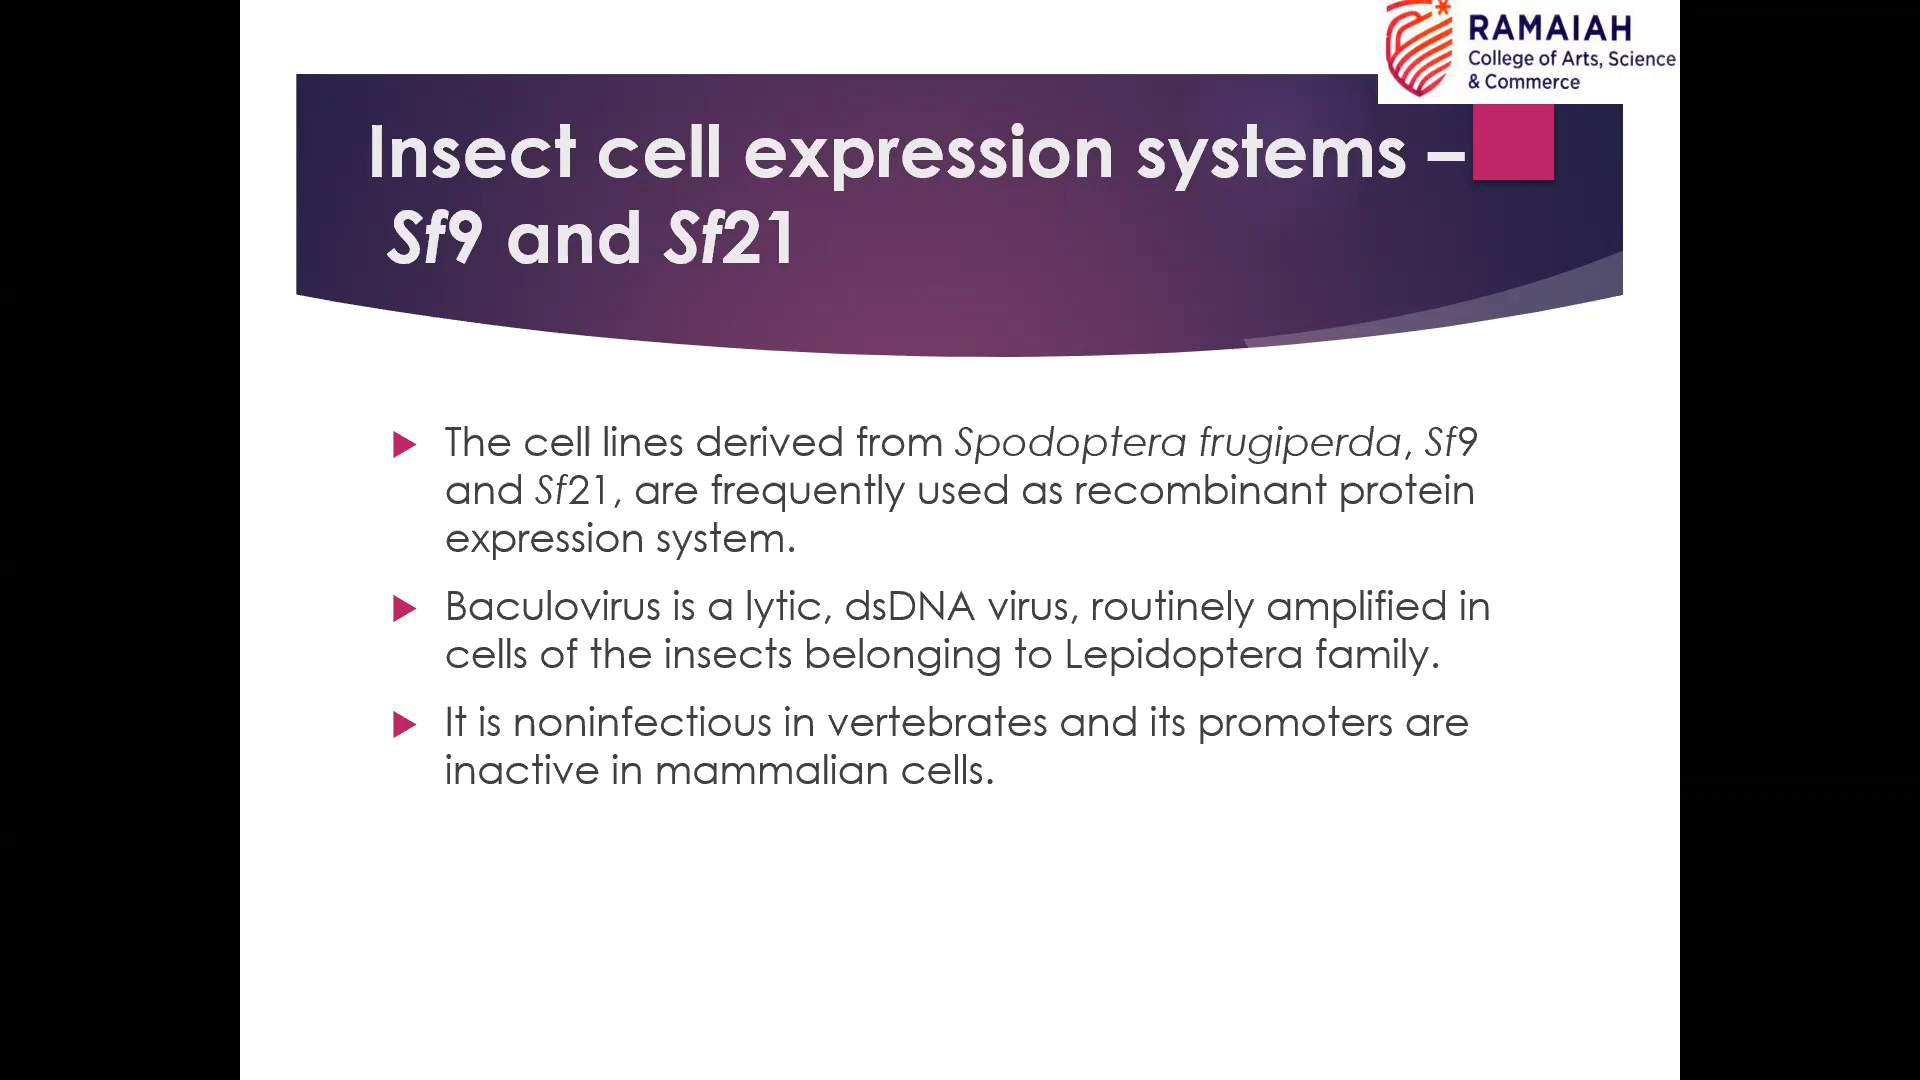 RAMAIAH
College of Arts, Science
& Commerce
Insect cell expression systems –
Sf9 and Sf21
The cell lines derived from Spodoptera frugiperda, Sf9
and Sf21, are frequently used as recombinant protein
expression system.
Baculovirus is a lytic, dsDNA virus, routinely amplified in
cells of the insects belonging to Lepidoptera family.
It is noninfectious in vertebrates and its promoters are
inactive in mammalian cells.